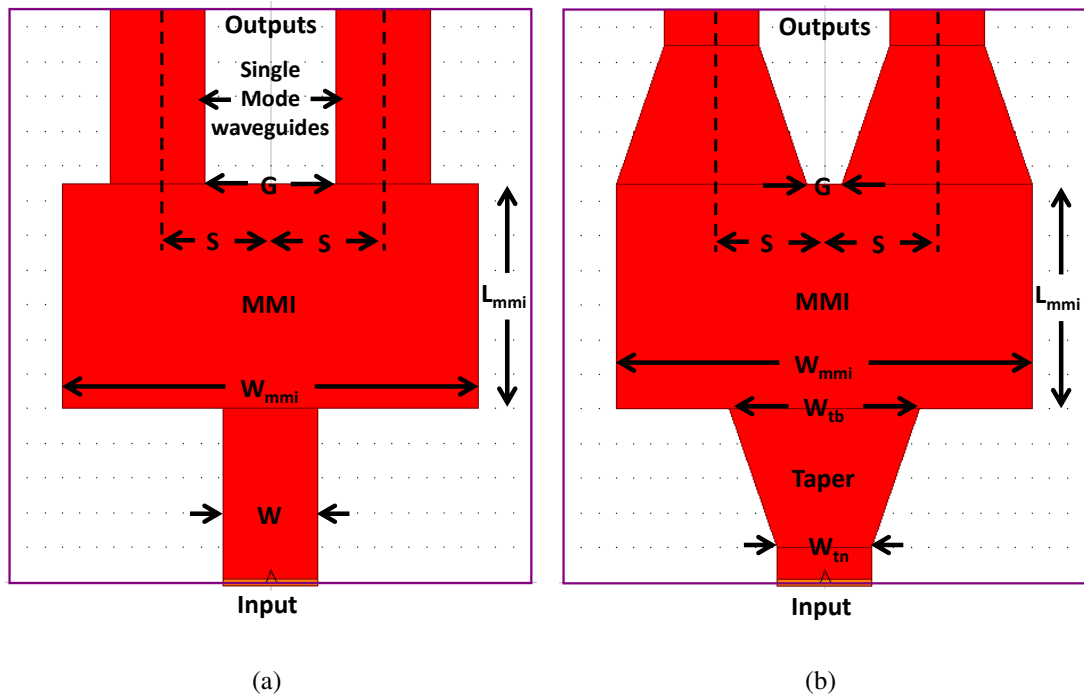 Outputs
Single
Mode
waveguides
G
S S
MMI
Lmmi
Wmmi
W
Input
(a)
Outputs
G
S S
MMI
Lmmi
Wmmi
Wtb
Taper
Wtn
Input
(b)